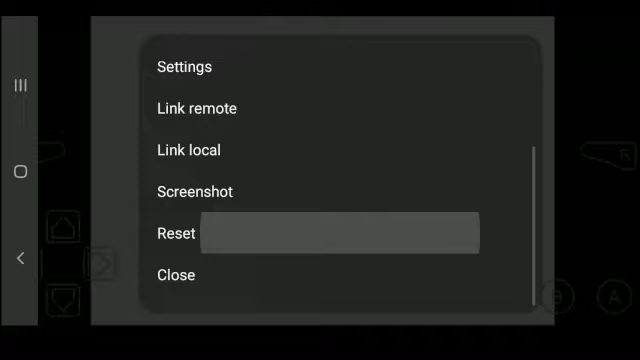 Settings
Link remote
Link local
Screenshot
Reset
Close
R
B
A